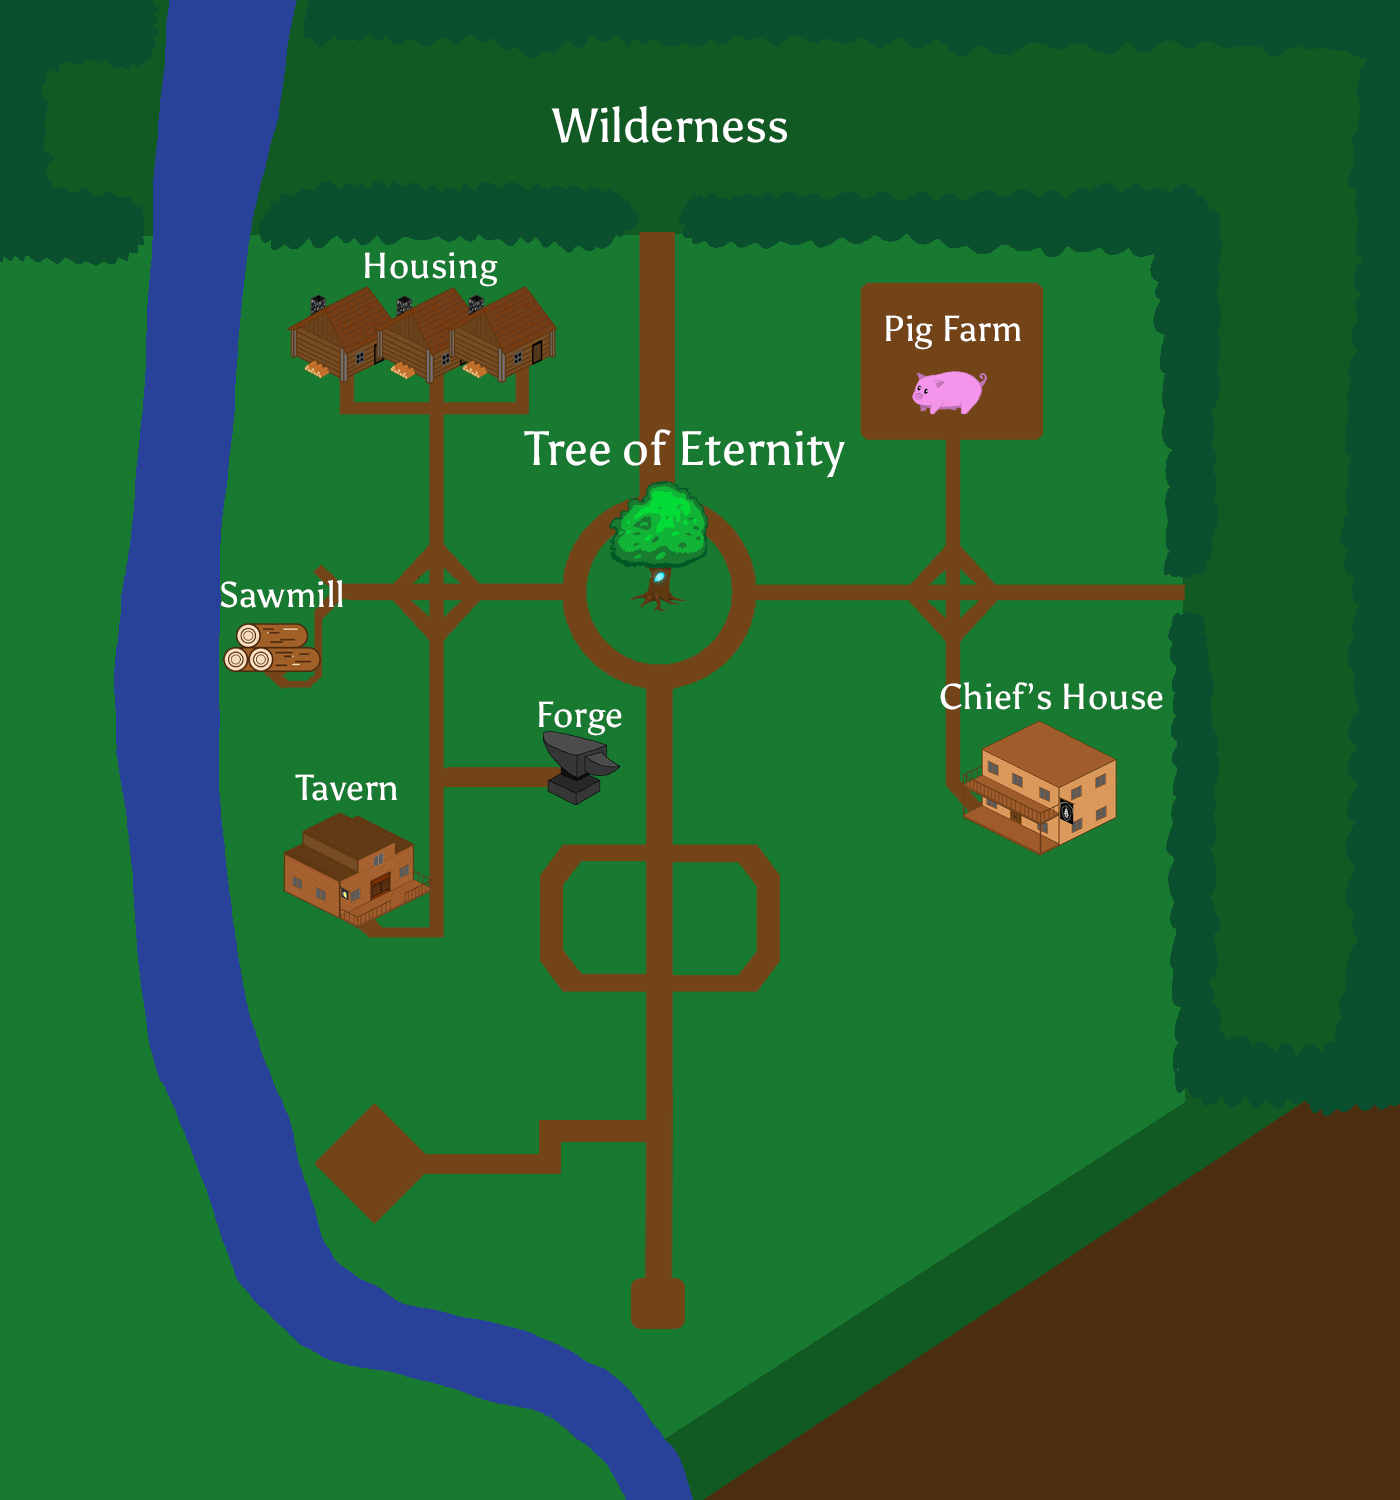 Wilderness
Housing
Pig Farm
Tree of Eternity
Sawmill
Chief's House
Forge
Tavern